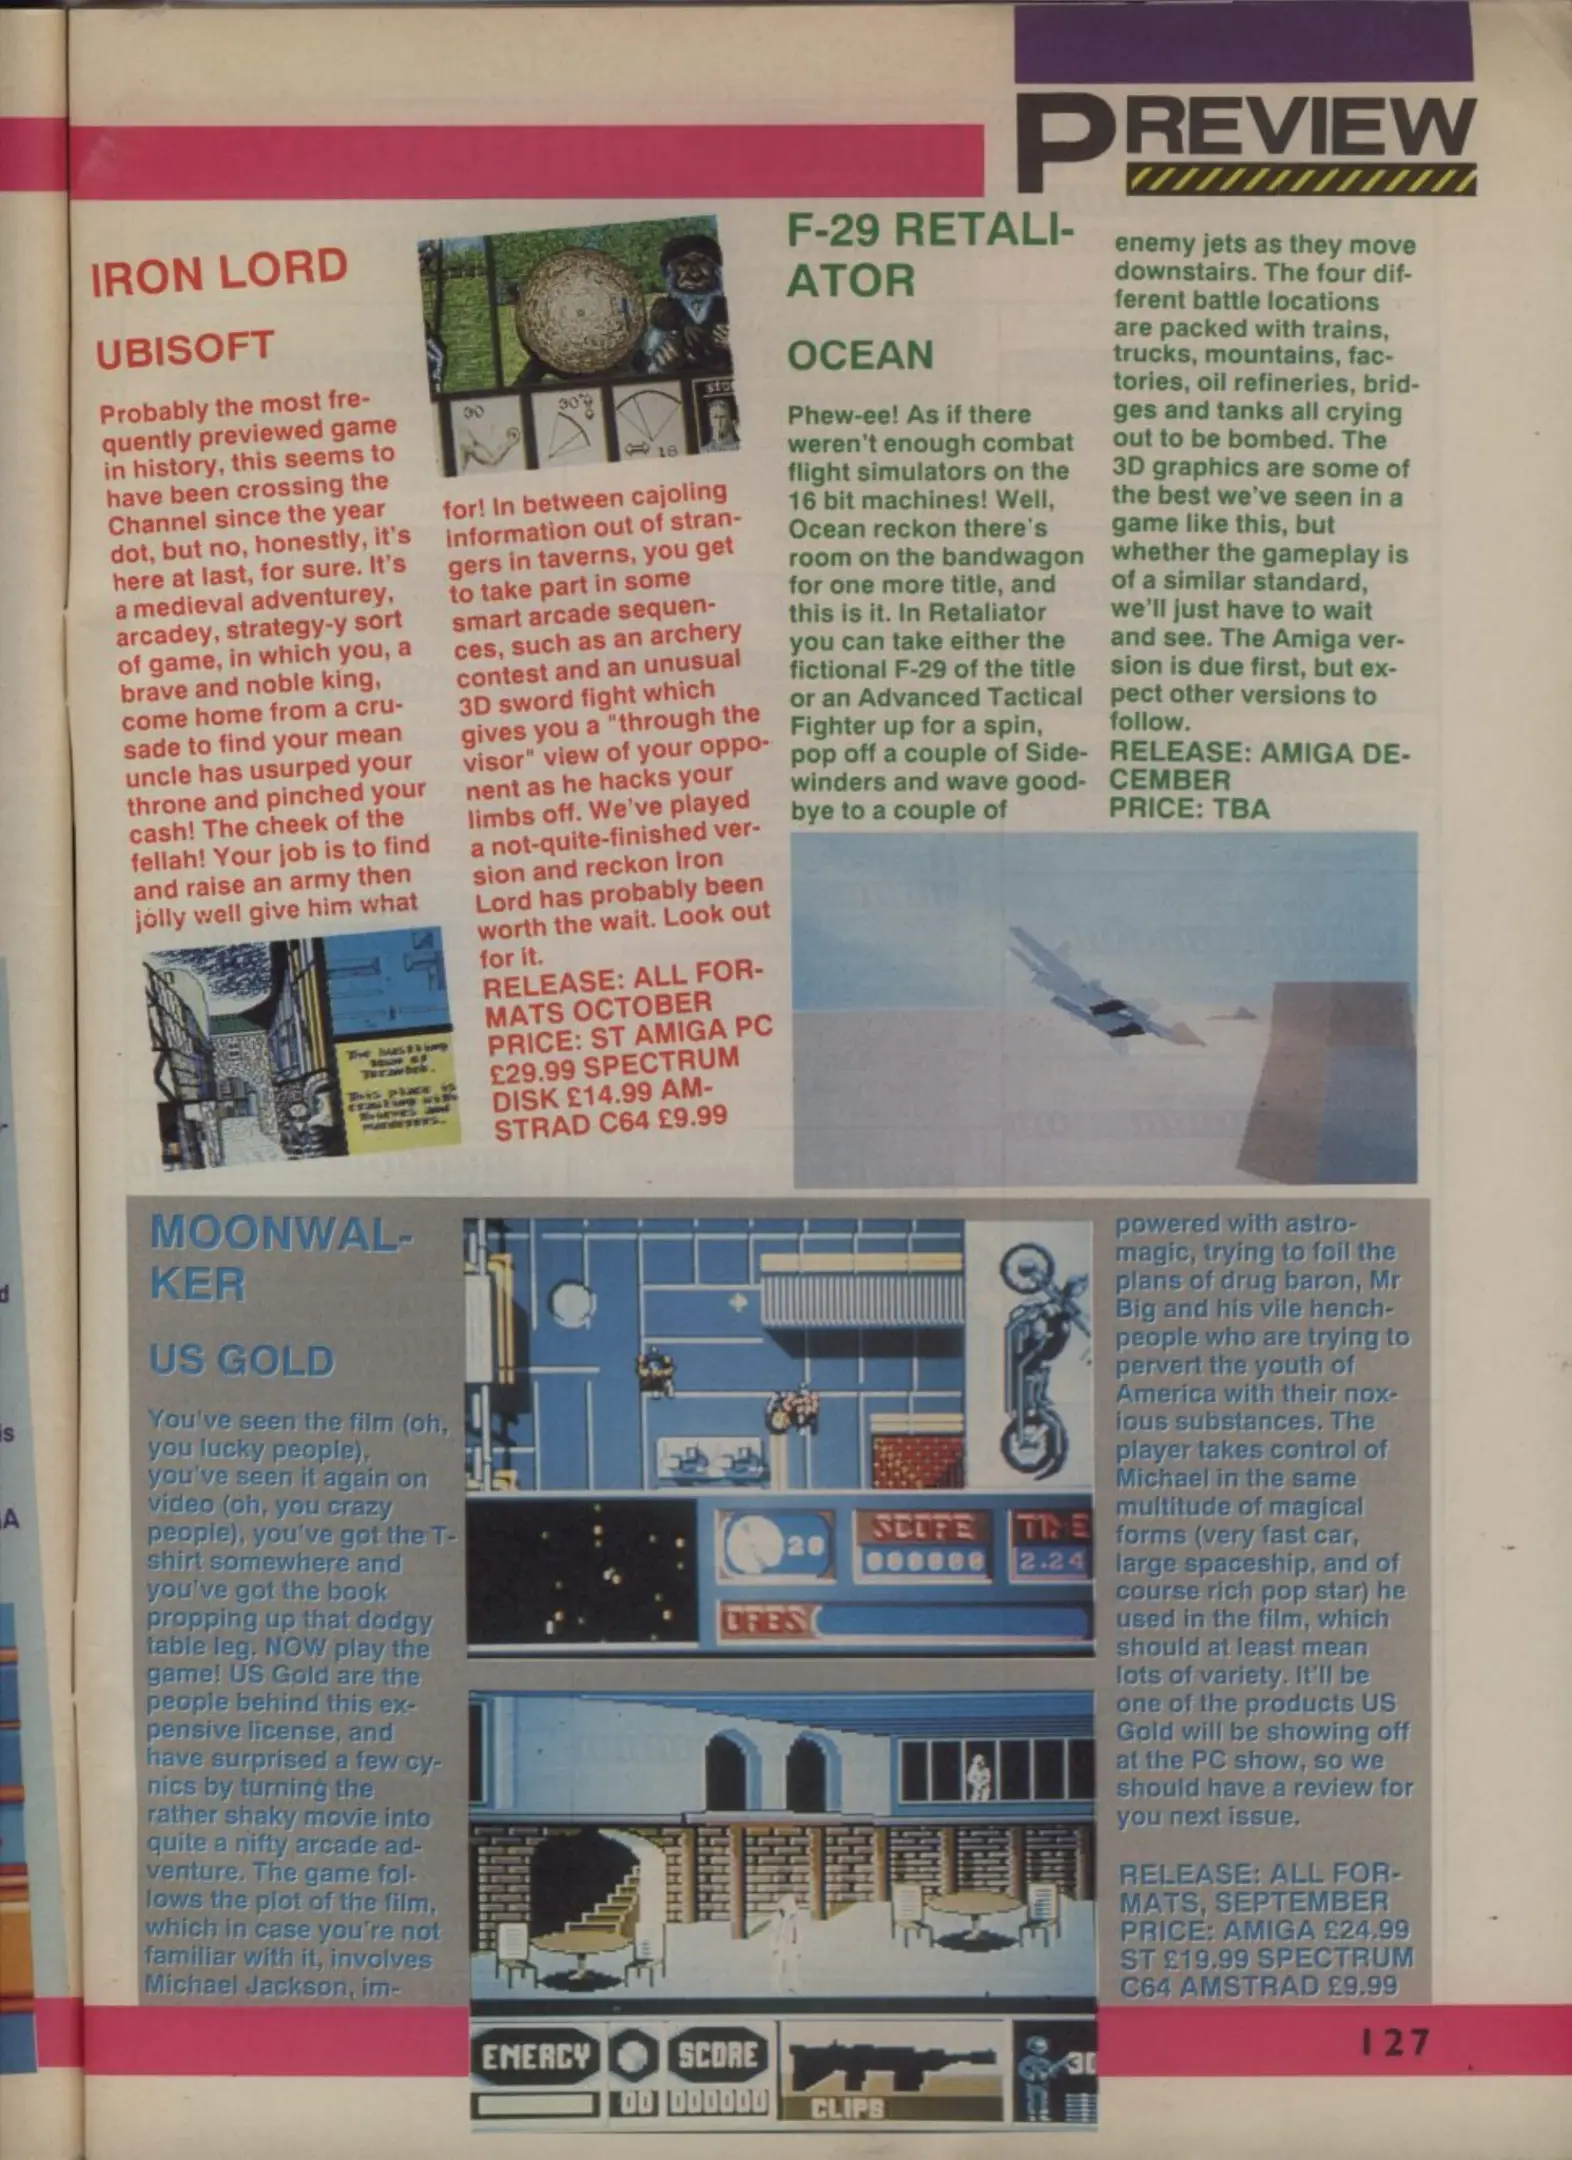 PREVIEW
IRON LORD
UBISOFT
Probably the most fre-
quently previewed game
in history, this seems to
have been crossing the
Channel since the year
dot, but no, honestly, it's
here at last, for sure. It's
a medieval adventurey,
arcadey, strategy-y sort
of game, in which you, a
brave and noble king,
come home from a cru-
sade to find your mean
uncle has usurped your
throne and pinched your
cash! The cheek of the
fellah! Your job is to find
and raise an army then
jolly well give him what
30
30°
18
for! In between cajoling
information out of stran-
gers in taverns, you get
to take part in some
smart arcade sequen-
ces, such as an archery
contest and an unusual
3D sword fight which
gives you a "through the
visor" view of your oppo-
nent as he hacks your
limbs off. We've played
a not-quite-finished ver-
sion and reckon Iron
Lord has probably been
worth the wait. Look out
for it.
RELEASE: ALL FOR-
MATS OCTOBER
PRICE: ST AMIGA PC
£29.99 SPECTRUM
DISK £14.99 AM-
STRAD C64 £9.99
The bustling
town of
This place is
thieves and
murderers.
F-29 RETALI-
ATOR
OCEAN
Phew-ee! As if there
weren't enough combat
flight simulators on the
16 bit machines! Well,
Ocean reckon there's
room on the bandwagon
for one more title, and
this is it. In Retaliator
you can take either the
fictional F-29 of the title
or an Advanced Tactical
Fighter up for a spin,
pop off a couple of Side-
winders and wave good-
bye to a couple of
enemy jets as they move
downstairs. The four dif-
ferent battle locations
are packed with trains,
trucks, mountains, fac-
tories, oil refineries, brid-
ges and tanks all crying
out to be bombed. The
3D graphics are some of
the best we've seen in a
game like this, but
whether the gameplay is
of a similar standard,
we'll just have to wait
and see. The Amiga ver-
sion is due first, but ex-
pect other versions to
follow.
RELEASE: AMIGA DE-
CEMBER
PRICE: TBA
MOONWAL-
KER
US GOLD
You've seen the film (oh,
you lucky people),
you've seen it again on
video (oh, you crazy
people), you've got the T-
shirt somewhere and
you've got the book
propping up that dodgy
table leg. NOW play the
game! US Gold are the
people behind this ex-
pensive license, and
have surprised a few cy-
nics by turning the
rather shaky movie into
quite a nifty arcade ad-
venture. The game fol-
lows the plot of the film,
which in case you're not
familiar with it, involves
Michael Jackson, im-
20
SCORE
000000
TIME
2.24
ORBS
ENERGY
00
SCORE
000000
CLIPS
30
powered with astro-
magic, trying to foil the
plans of drug baron, Mr
Big and his vile hench-
people who are trying to
pervert the youth of
America with their nox-
ious substances. The
player takes control of
Michael in the same
multitude of magical
forms (very fast car,
large spaceship, and of
course rich pop star) he
used in the film, which
should at least mean
lots of variety. It'll be
one of the products US
Gold will be showing off
at the PC show, so we
should have a review for
you next issue.
RELEASE: ALL FOR-
MATS, SEPTEMBER
PRICE: AMIGA £24.99
ST £19.99 SPECTRUM
C64 AMSTRAD £9.99
127